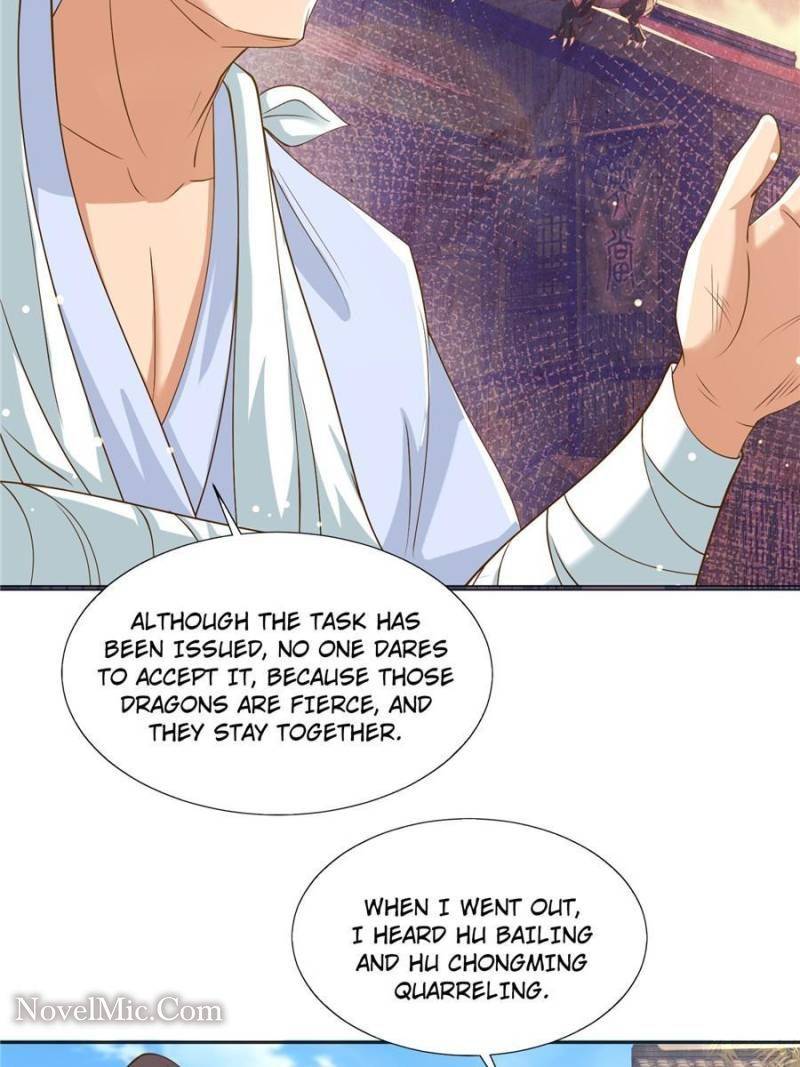 ALTHOUGH THE TASK HAS
BEEN ISSUED, NO ONE DARES
TO ACCEPT IT, BECAUSE THOSE
DRAGONS ARE FIERCE, AND
THEY STAY TOGETHER.
WHEN I WENT OUT,
I HEARD HU BAILING
AND HU CHONGMING
QUARRELING.
NovelMic.Com